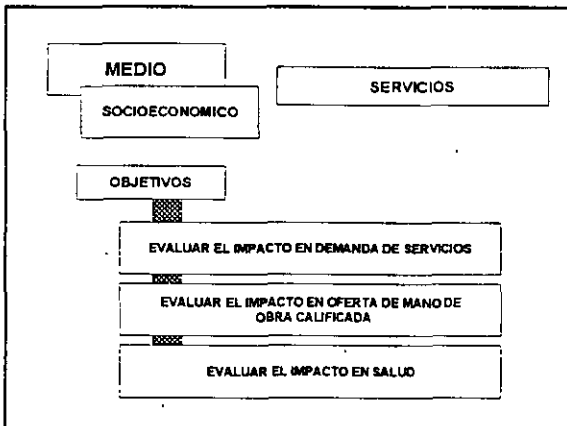 MEDIO
SOCIOECONOMICO
SERVICIOS
OBJETIVOS
EVALUAR EL IMPACTO EN DEMANDA DE SERVICIOS
EVALUAR EL IMPACTO EN OFERTA DE MANO DE
OBRA CALIFICADA
EVALUAR EL IMPACTO EN SALUD